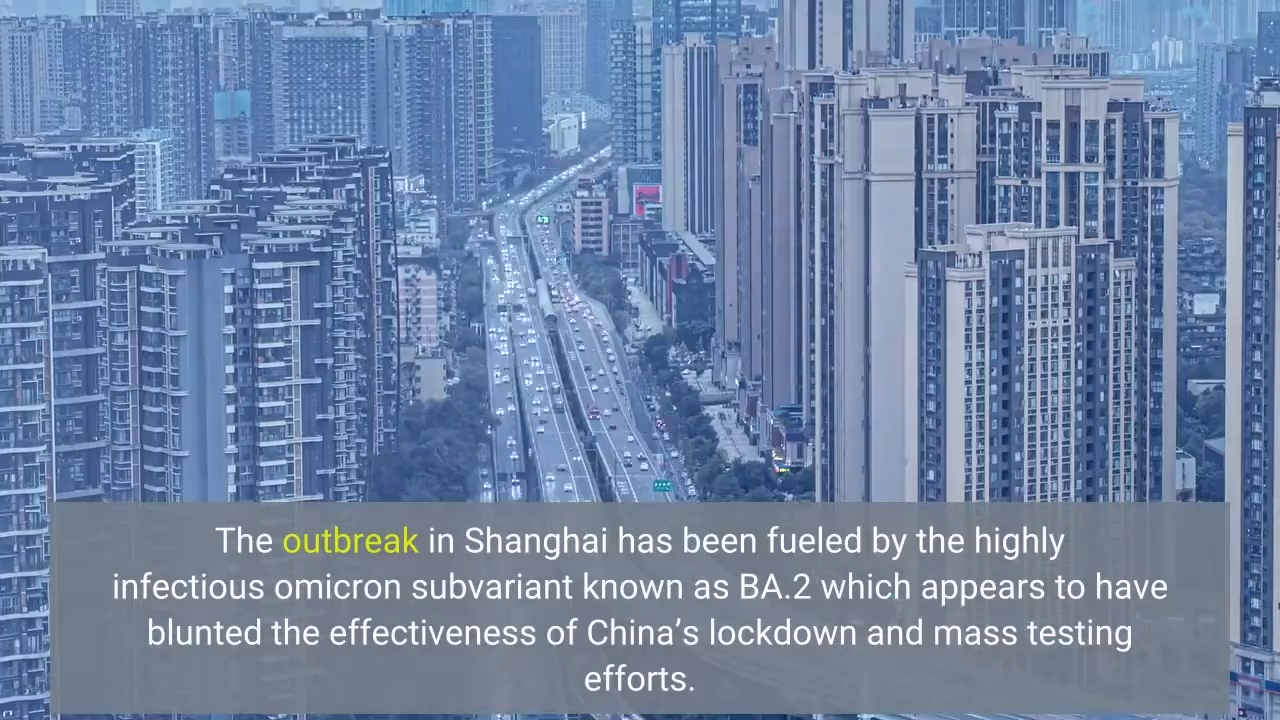 The outbreak in Shanghai has been fueled by the highly
infectious omicron subvariant known as BA.2 which appears to have
blunted the effectiveness of China’s lockdown and mass testing
efforts.